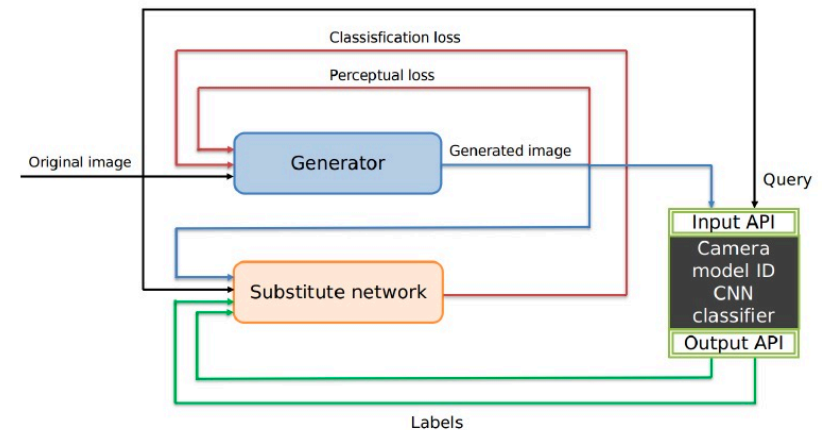 Classisfication loss
Perceptual loss
Original image
Generator
Generated image
Query
Input API
Camera
model ID
CNN
classifier
Output API
Substitute network
Labels